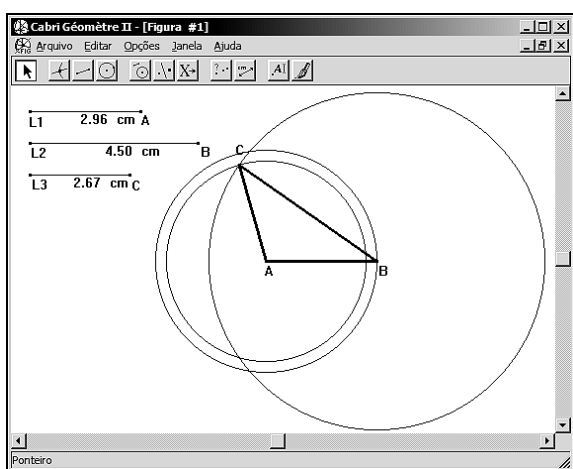 Cabri Géomètre II - [Figura #1]
Arquivo Editar Opções Janela Ajuda
L1 2.96 cm A
L2 4.50 cm B
L3 2.67 cm C
C
A B
Ponteiro